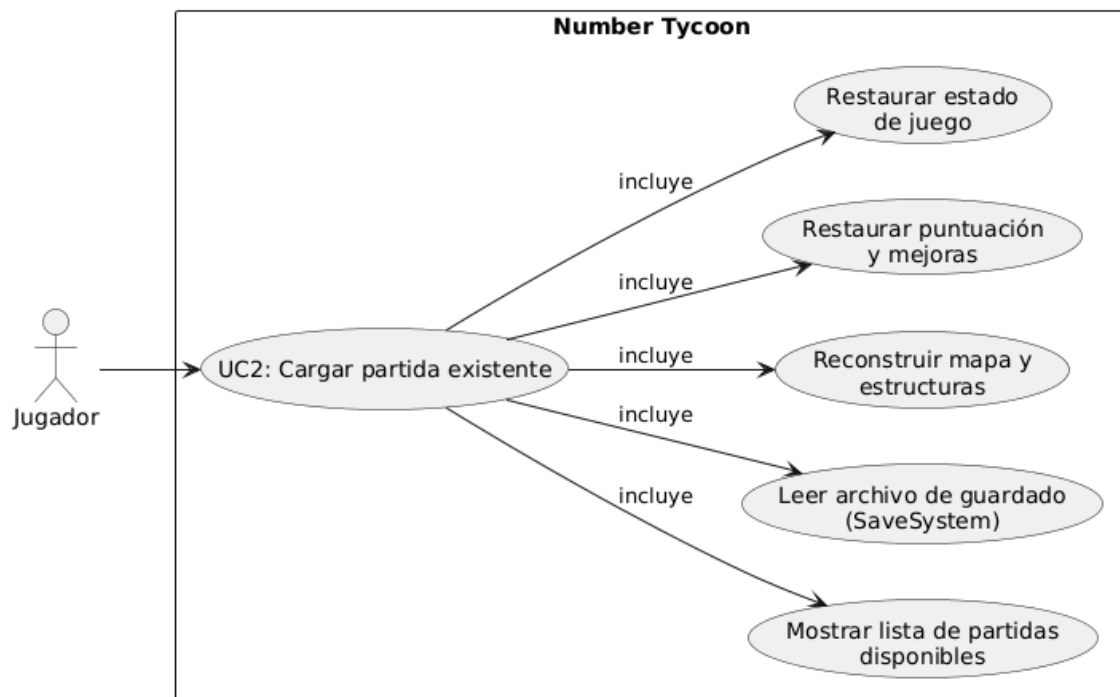 Number Tycoon
Restaurar estado
de juego
incluye
Restaurar puntuación
y mejoras
incluye
Jugador
UC2: Cargar partida existente
incluye
Reconstruir mapa y
estructuras
incluye
Leer archivo de guardado
(SaveSystem)
incluye
Mostrar lista de partidas
disponibles